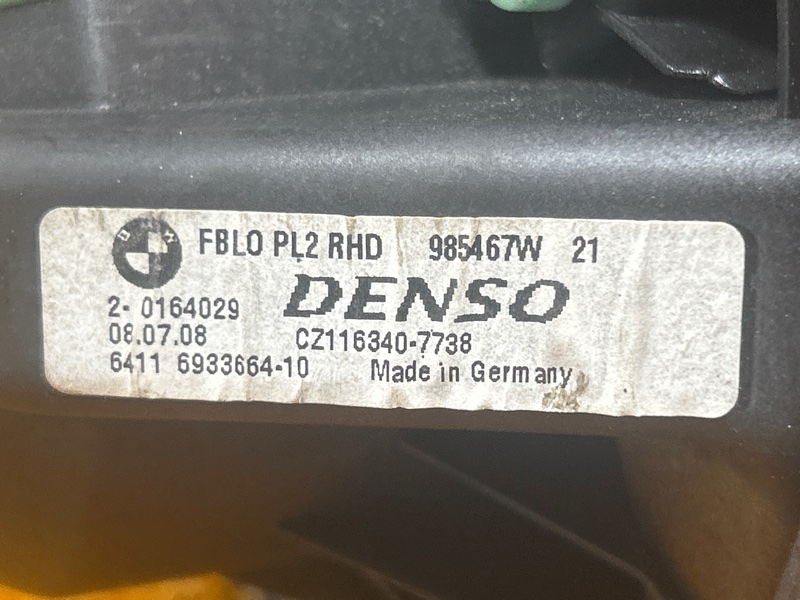 BMW FBLO PL2 RHD 985467W 21
2- 0164029 DENSO
08.07.08 CZ116340-7738
6411 6933664-10 Made in Germany